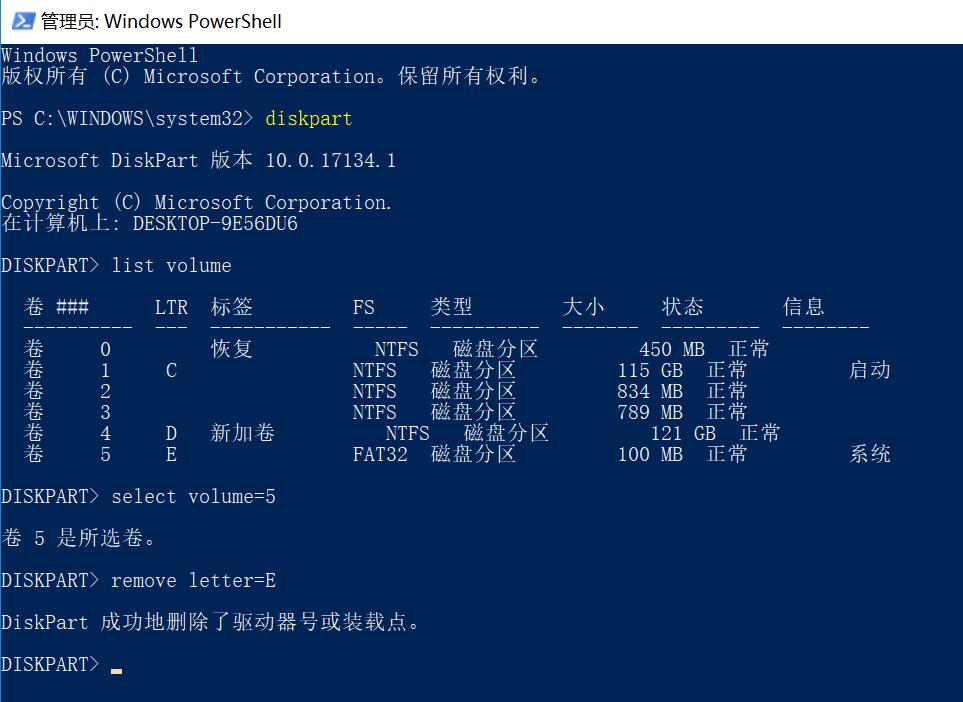 管理员: Windows PowerShell
Windows PowerShell
版权所有 (C) Microsoft Corporation。保留所有权利。
PS C:\WINDOWS\system32> diskpart
Microsoft DiskPart 版本 10.0.17134.1
Copyright (C) Microsoft Corporation.
在计算机上: DESKTOP-9E56DU6
DISKPART> list volume
卷 ### LTR 标签 FS 类型 大小 状态 信息
---------- --- ----------- ----- ---------- ------- --------- --------
卷 0 恢复 NTFS 磁盘分区 450 MB 正常
卷 1 C NTFS 磁盘分区 115 GB 正常 启动
卷 2 NTFS 磁盘分区 834 MB 正常
卷 3 NTFS 磁盘分区 789 MB 正常
卷 4 D 新加卷 NTFS 磁盘分区 121 GB 正常
卷 5 E FAT32 磁盘分区 100 MB 正常 系统
DISKPART> select volume=5
卷 5 是所选卷。
DISKPART> remove letter=E
DiskPart 成功地删除了驱动器号或装载点。
DISKPART>